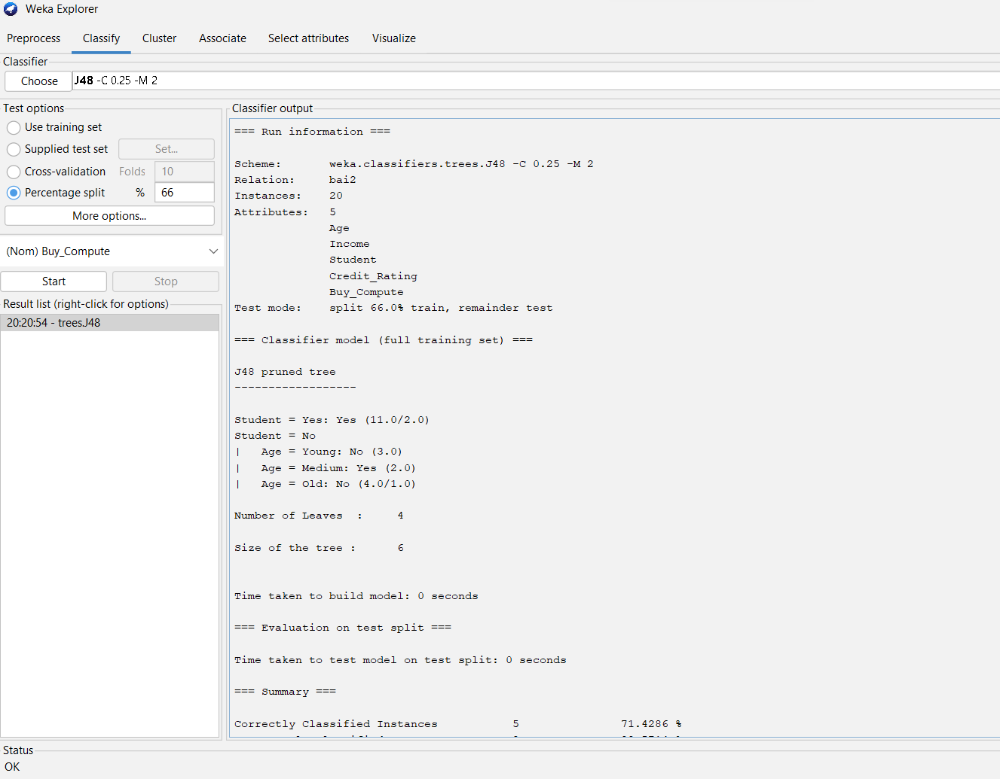 Weka Explorer
Preprocess Classify Cluster Associate Select attributes Visualize
Classifier
Choose J48 -C 0.25 -M 2
Test options
Use training set
Supplied test set Set...
Cross-validation Folds 10
Percentage split % 66
More options...
(Nom) Buy_Compute
Start Stop
Result list (right-click for options)
20:20:54 - trees.J48
Classifier output
=== Run information ===
Scheme: weka.classifiers.trees.J48 -C 0.25 -M 2
Relation: bai2
Instances: 20
Attributes: 5
Age
Income
Student
Credit_Rating
Buy_Compute
Test mode: split 66.0% train, remainder test
=== Classifier model (full training set) ===
J48 pruned tree
------------------
Student = Yes: Yes (11.0/2.0)
Student = No
| Age = Young: No (3.0)
| Age = Medium: Yes (2.0)
| Age = Old: No (4.0/1.0)
Number of Leaves : 4
Size of the tree : 6
Time taken to build model: 0 seconds
=== Evaluation on test split ===
Time taken to test model on test split: 0 seconds
=== Summary ===
Correctly Classified Instances 5 71.4286 %
Status
OK